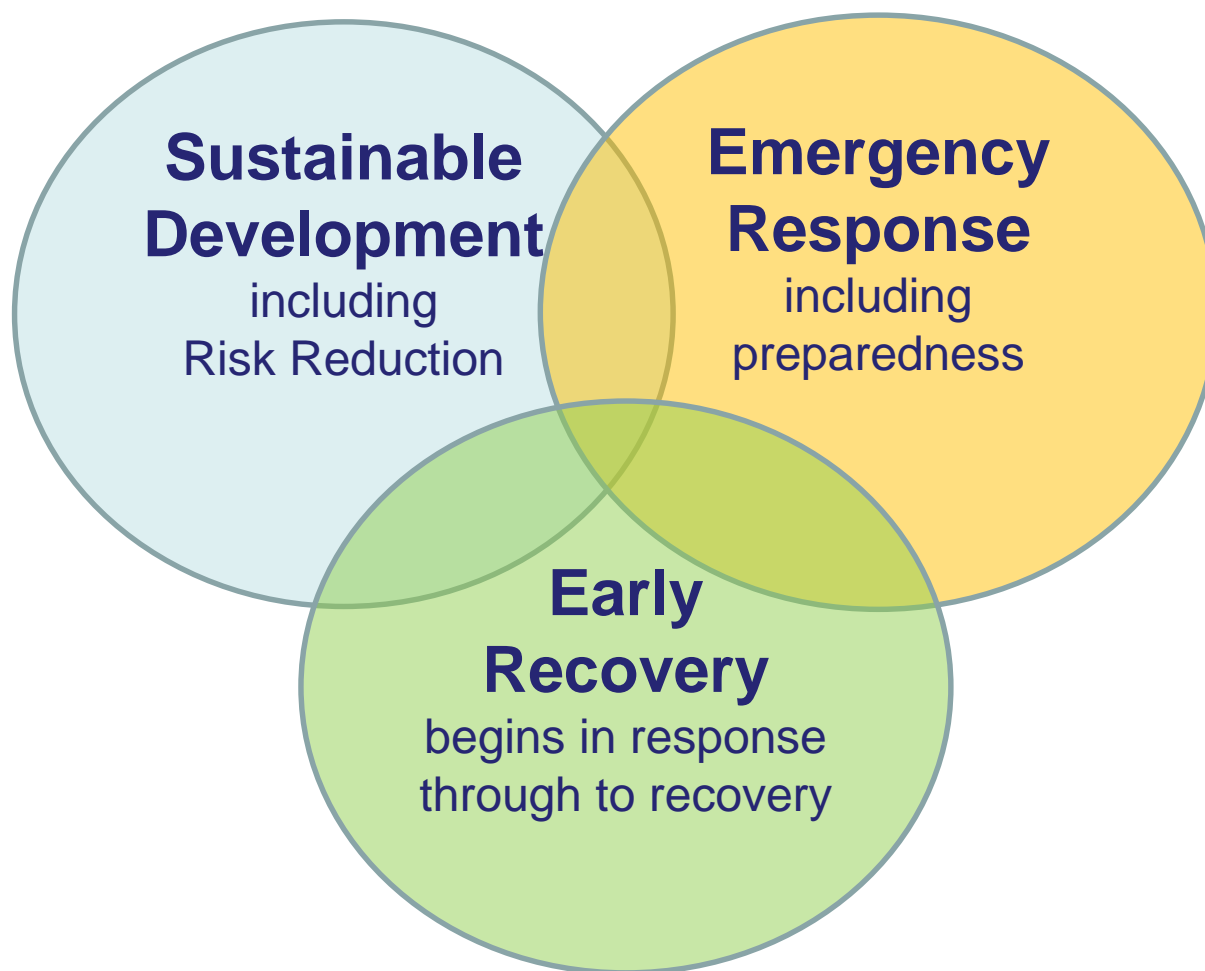 Sustainable
Development
including
Risk Reduction
Emergency
Response
including
preparedness
Early
Recovery
begins in response
through to recovery